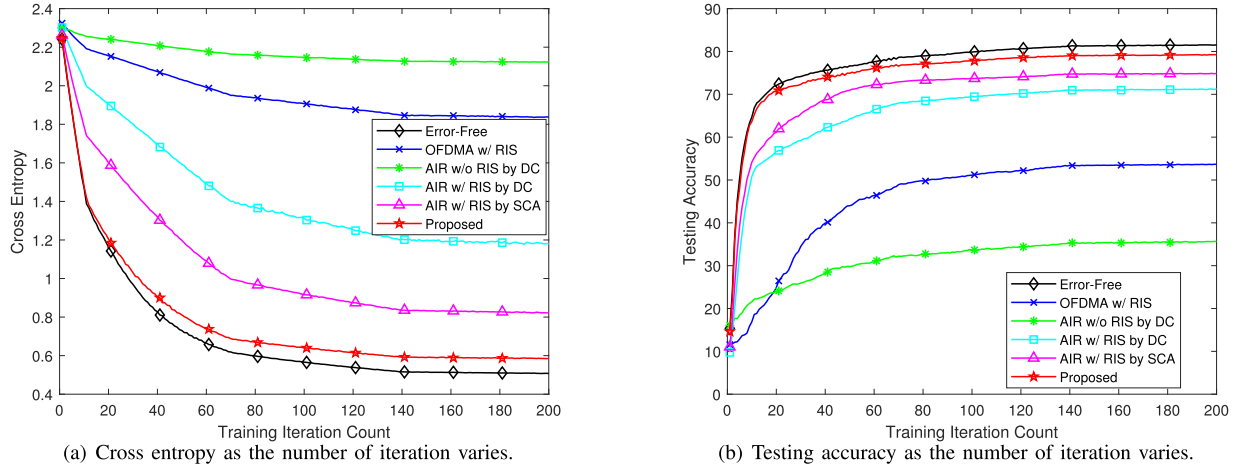 2.4
2.2
2
1.8
1.6
1.4
1.2
1
0.8
0.6
0.4
Cross Entropy
Error-Free
OFDMA w/ RIS
AIR w/o RIS by DC
AIR w/ RIS by DC
AIR w/ RIS by SCA
Proposed
0 20 40 60 80 100 120 140 160 180 200
Training Iteration Count
(a) Cross entropy as the number of iteration varies.
90
80
70
60
50
40
30
20
10
0
Testing Accuracy
Error-Free
OFDMA w/ RIS
AIR w/o RIS by DC
AIR w/ RIS by DC
AIR w/ RIS by SCA
Proposed
0 20 40 60 80 100 120 140 160 180 200
Training Iteration Count
(b) Testing accuracy as the number of iteration varies.